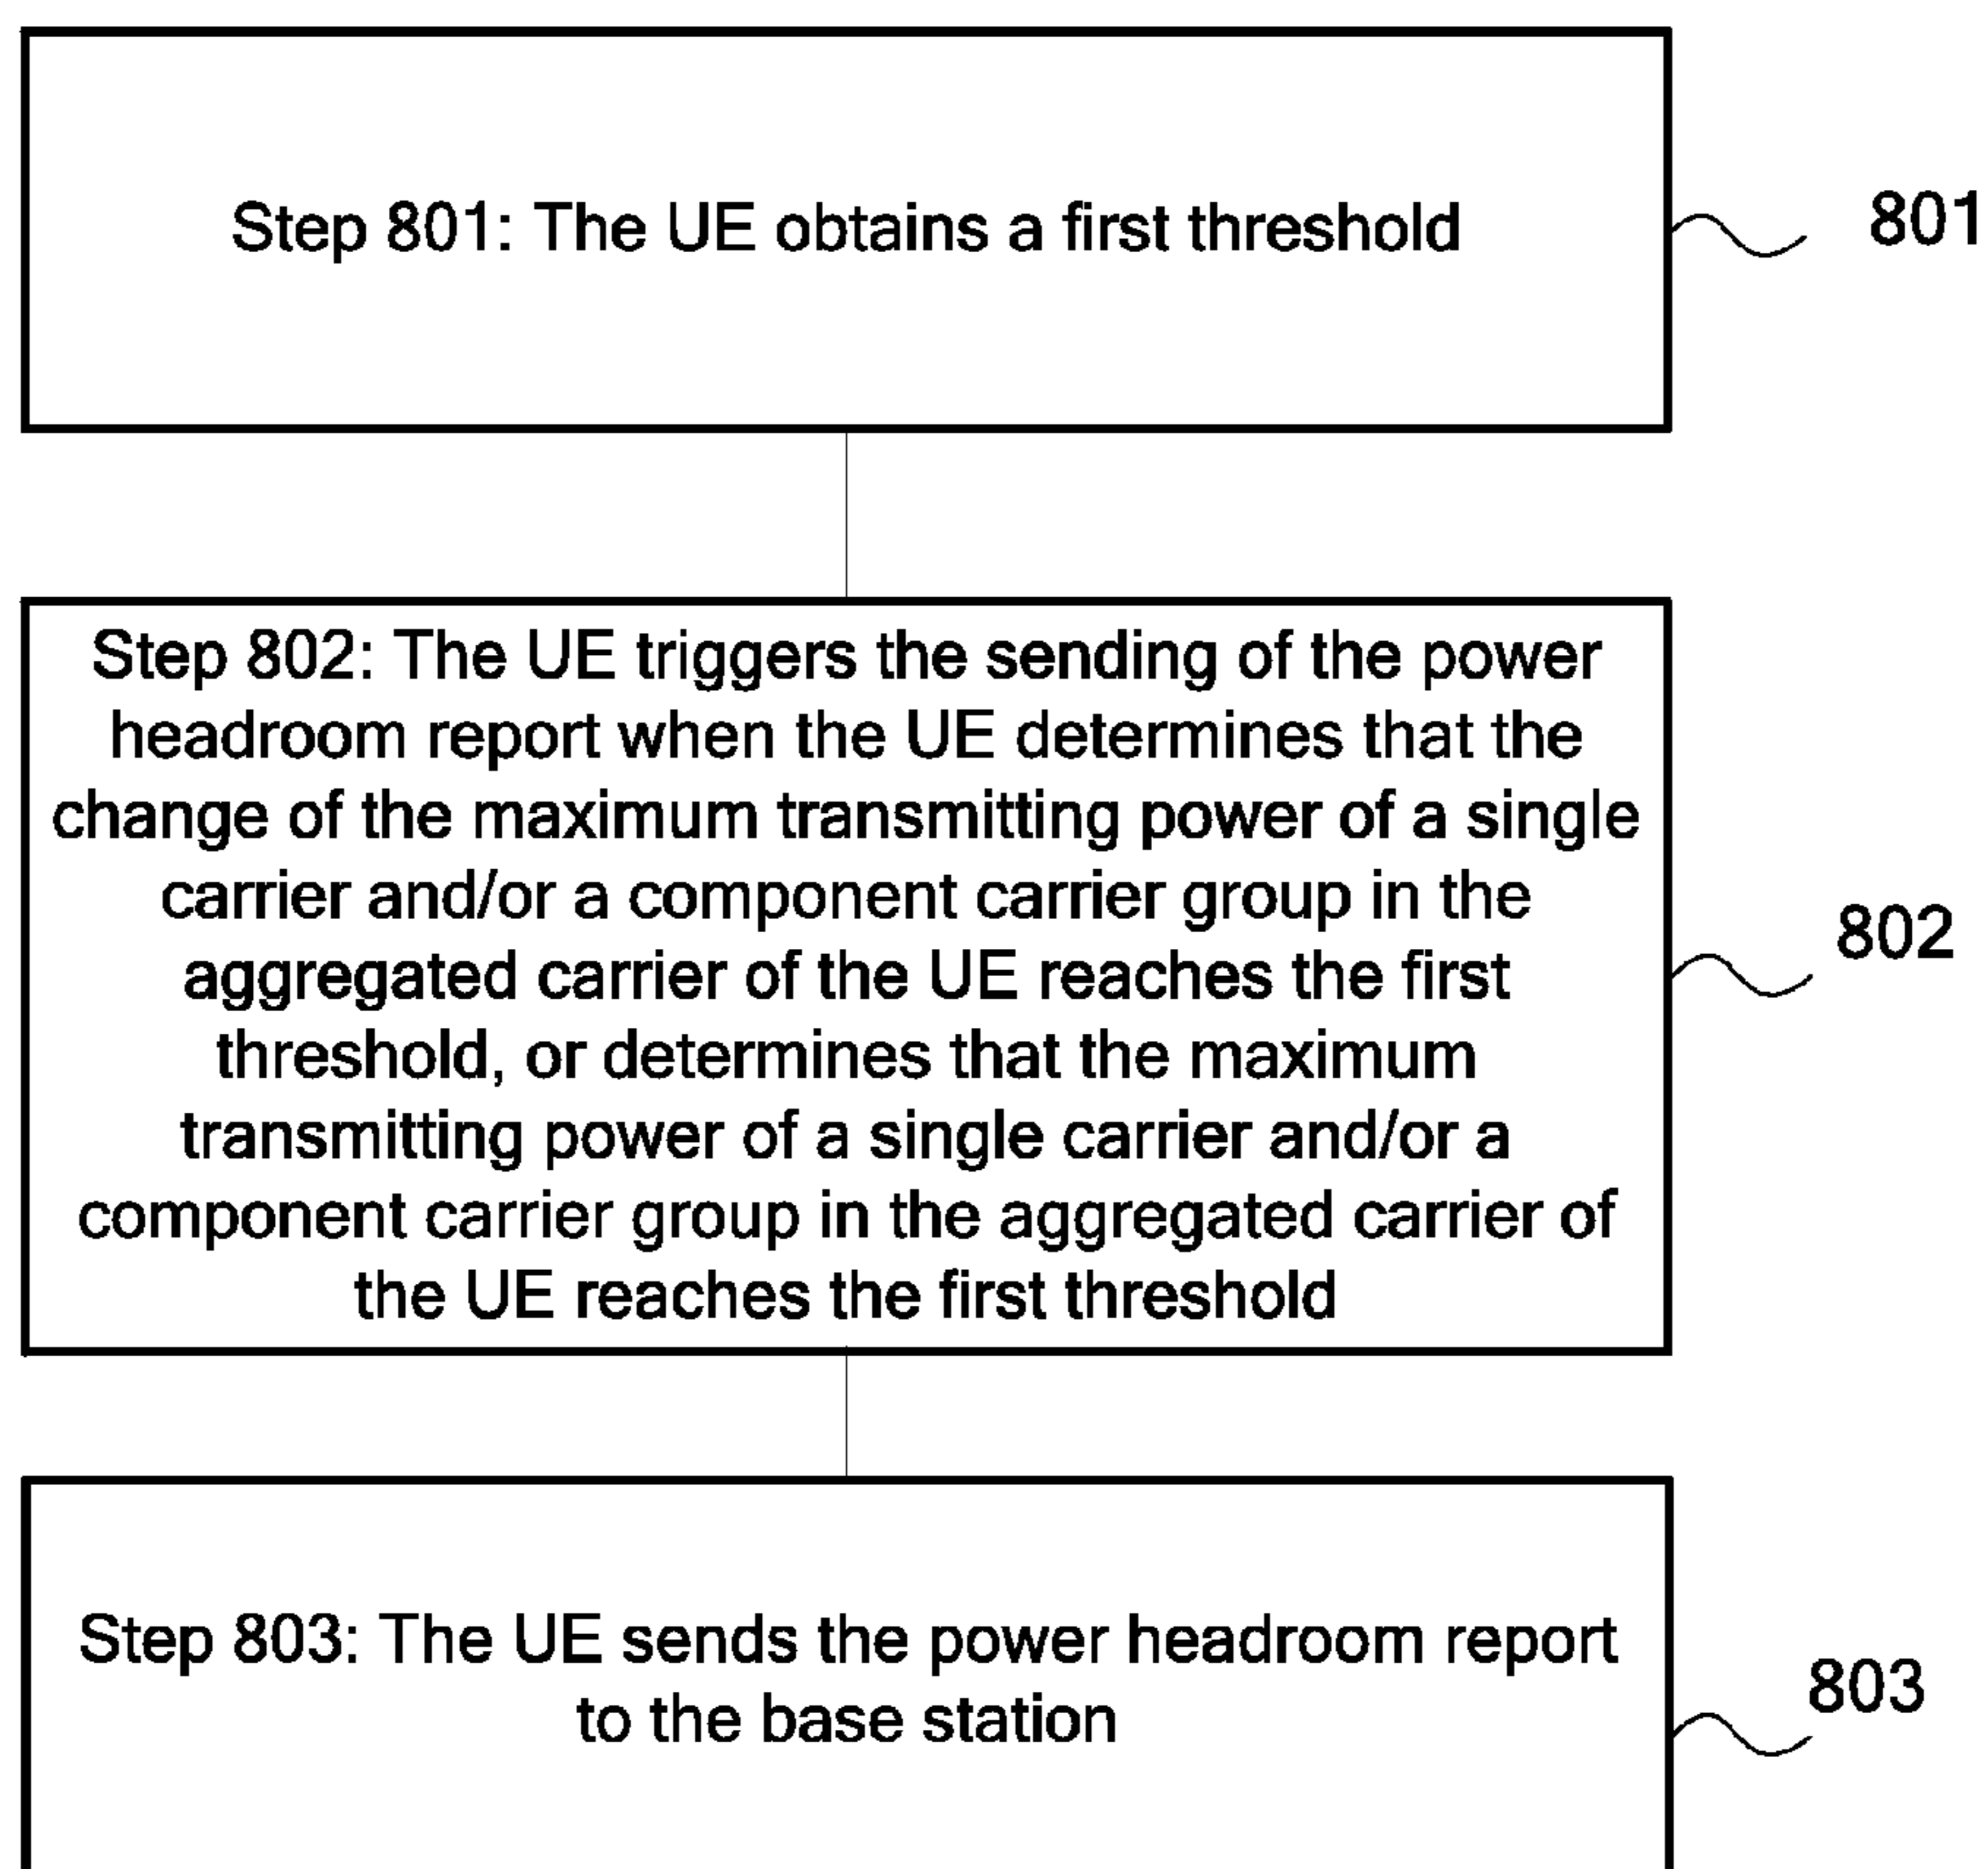 Step 801: The UE obtains a first threshold
801
Step 802: The UE triggers the sending of the power
headroom report when the UE determines that the
change of the maximum transmitting power of a single
carrier and/or a component carrier group in the
aggregated carrier of the UE reaches the first
threshold, or determines that the maximum
transmitting power of a single carrier and/or a
component carrier group in the aggregated carrier of
the UE reaches the first threshold
802
Step 803: The UE sends the power headroom report
to the base station
803